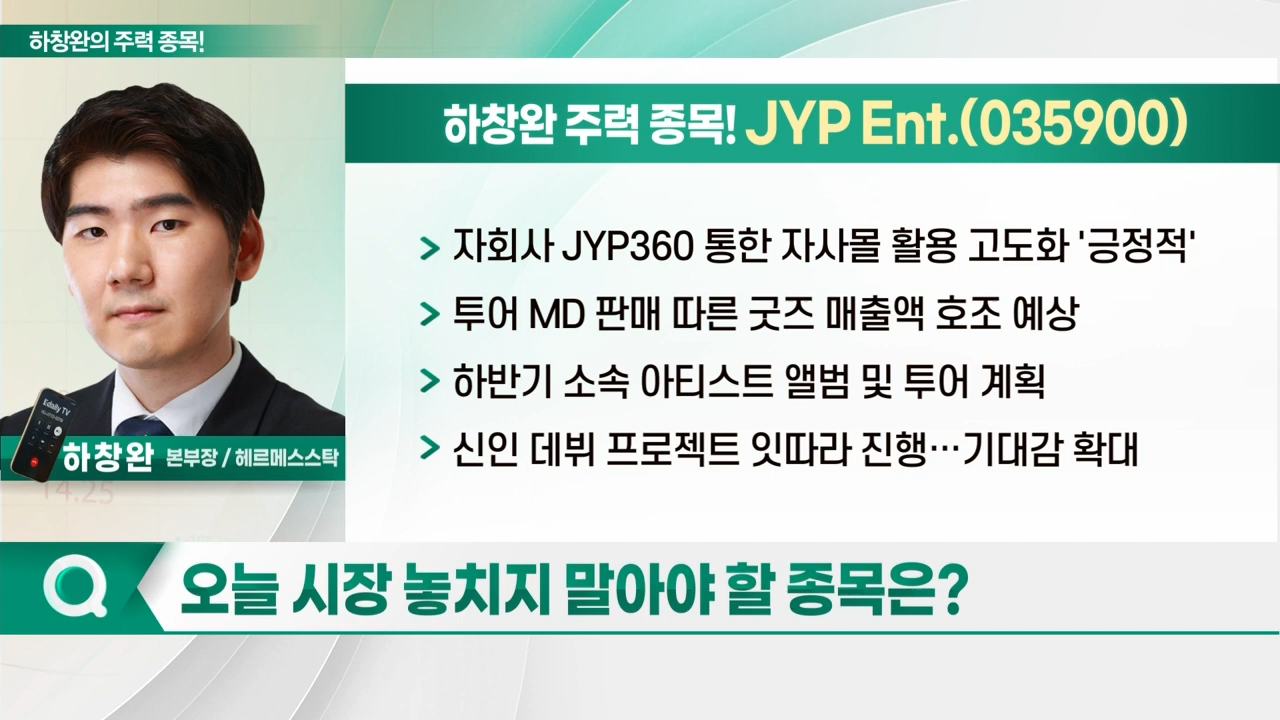 하창완의 주력 종목!
하창완 주력 종목! JYP Ent.(035900)
자회사 JYP360 통한 자사몰 활용 고도화 '긍정적'
투어 MD 판매 따른 굿즈 매출액 호조 예상
하반기 소속 아티스트 앨범 및 투어 계획
신인 데뷔 프로젝트 잇따라 진행…기대감 확대
Edaily TV
하창완 본부장 / 헤르메스스탁
14.25
Q 오늘 시장 놓치지 말아야 할 종목은?